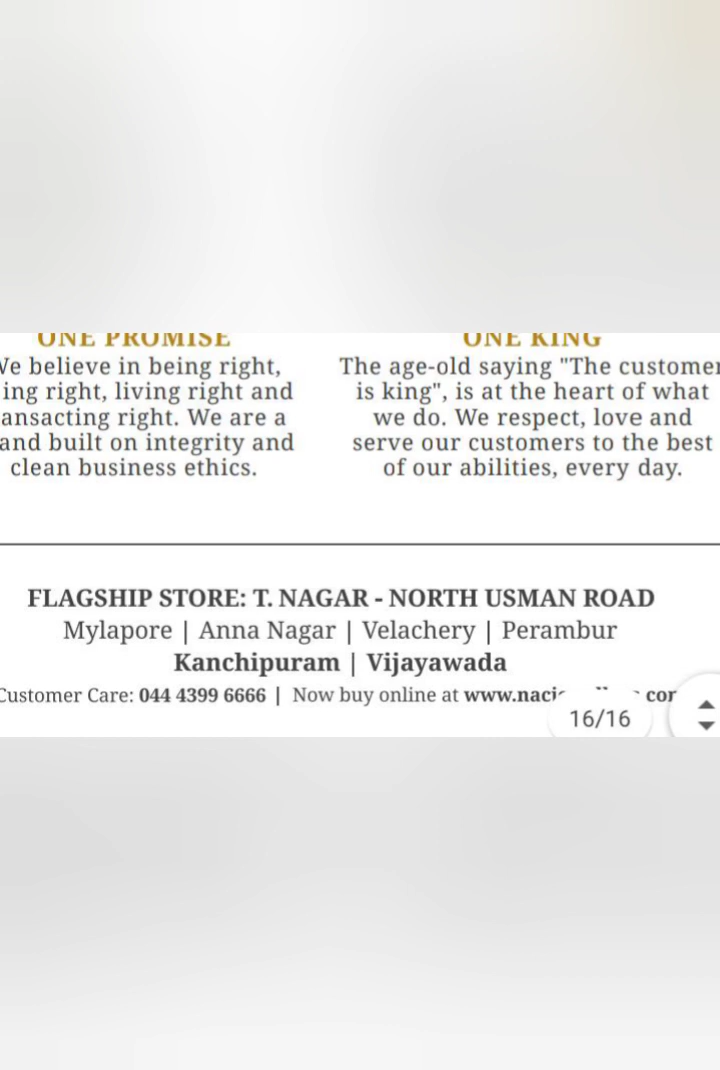 ONE PROMISE
ONE KING
Ve believe in being right,
ing right, living right and
ansacting right. We are a
and built on integrity and
clean business ethics.
The age-old saying "The customer
is king", is at the heart of what
we do. We respect, love and
serve our customers to the best
of our abilities, every day.
FLAGSHIP STORE: T. NAGAR - NORTH USMAN ROAD
Mylapore | Anna Nagar | Velachery | Perambur
Kanchipuram | Vijayawada
Customer Care: 044 4399 6666 | Now buy online at
16/16